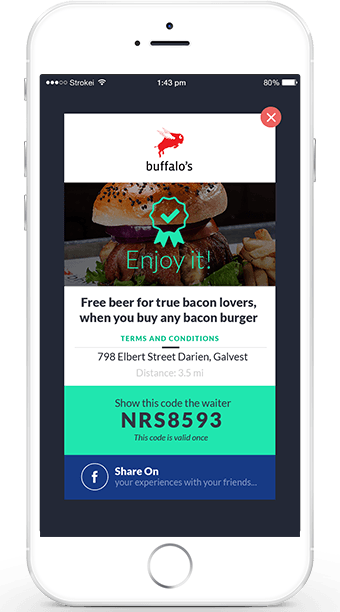 ●●●○○ Strokei 1:43 pm 80%
buffalo's
Enjoy it!
Free beer for true bacon lovers,
when you buy any bacon burger
TERMS AND CONDITIONS
798 Elbert Street Darien, Galvest
Distance: 3.5 mi
Show this code the waiter
NRS8593
This code is valid once
f
Share On
your experiences with your friends...